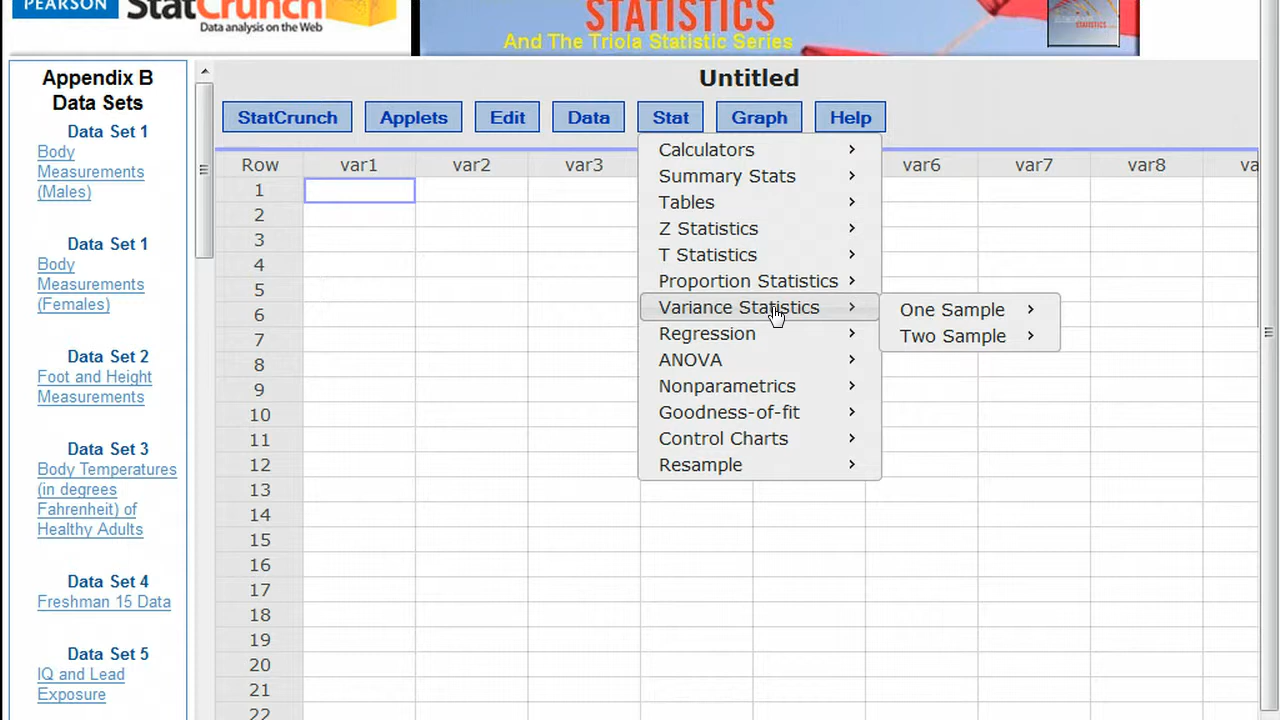 PEARSON
StatCrunch
Data analysis on the Web
STATISTICS
And The Triola Statistic Series
STATISTICS
Appendix B
Data Sets
Data Set 1
Body
Measurements
(Males)
Data Set 1
Body
Measurements
(Females)
Data Set 2
Foot and Height
Measurements
Data Set 3
Body Temperatures
(in degrees
Fahrenheit) of
Healthy Adults
Data Set 4
Freshman 15 Data
Data Set 5
IQ and Lead
Exposure
Untitled
StatCrunch Applets Edit Data Stat Graph Help
Row var1 var2 var3 var6 var7 var8 va
1
2
3
4
5
6
7
8
9
10
11
12
13
14
15
16
17
18
19
20
21
22
Calculators
Summary Stats
Tables
Z Statistics
T Statistics
Proportion Statistics
Variance Statistics
Regression
ANOVA
Nonparametrics
Goodness-of-fit
Control Charts
Resample
One Sample
Two Sample